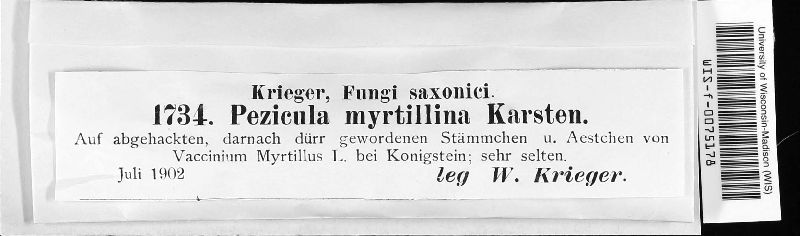 Krieger, Fungi saxonici.
1734. Pezicula myrtillina Karsten.
Auf abgehackten, darnach dürr gewordenen Stämmchen u. Aestchen von
Vaccinium Myrtillus L. bei Konigstein; sehr selten.
Juli 1902 leg W. Krieger.
University of Wisconsin-Madison (WIS)
WIS-f-0075178